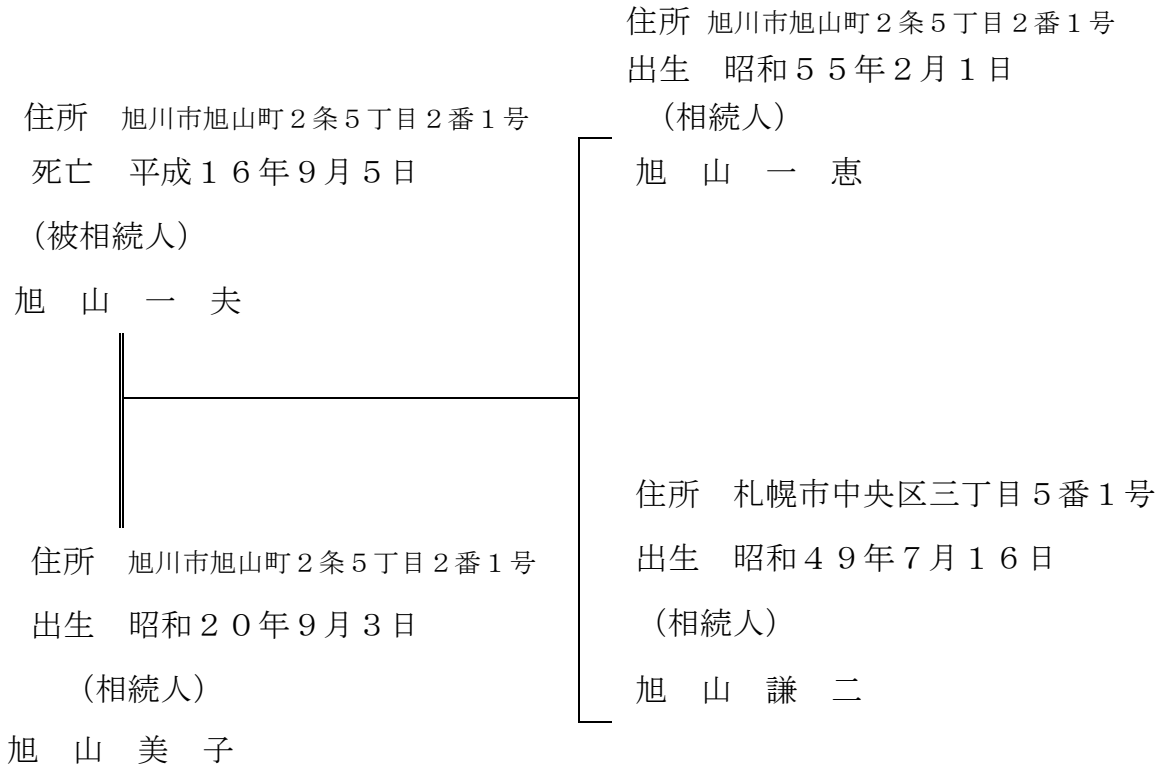 住所　旭川市旭山町２条５丁目２番１号
死亡　平成１６年９月５日
（被相続人）
旭　山　一　夫
住所　旭川市旭山町２条５丁目２番１号
出生　昭和２０年９月３日
（相続人）
旭　山　美　子
住所 旭川市旭山町２条５丁目２番１号
出生　昭和５５年２月１日
（相続人）
旭　山　一　恵
住所　札幌市中央区三丁目５番１号
出生　昭和４９年７月１６日
（相続人）
旭　山　謙　二